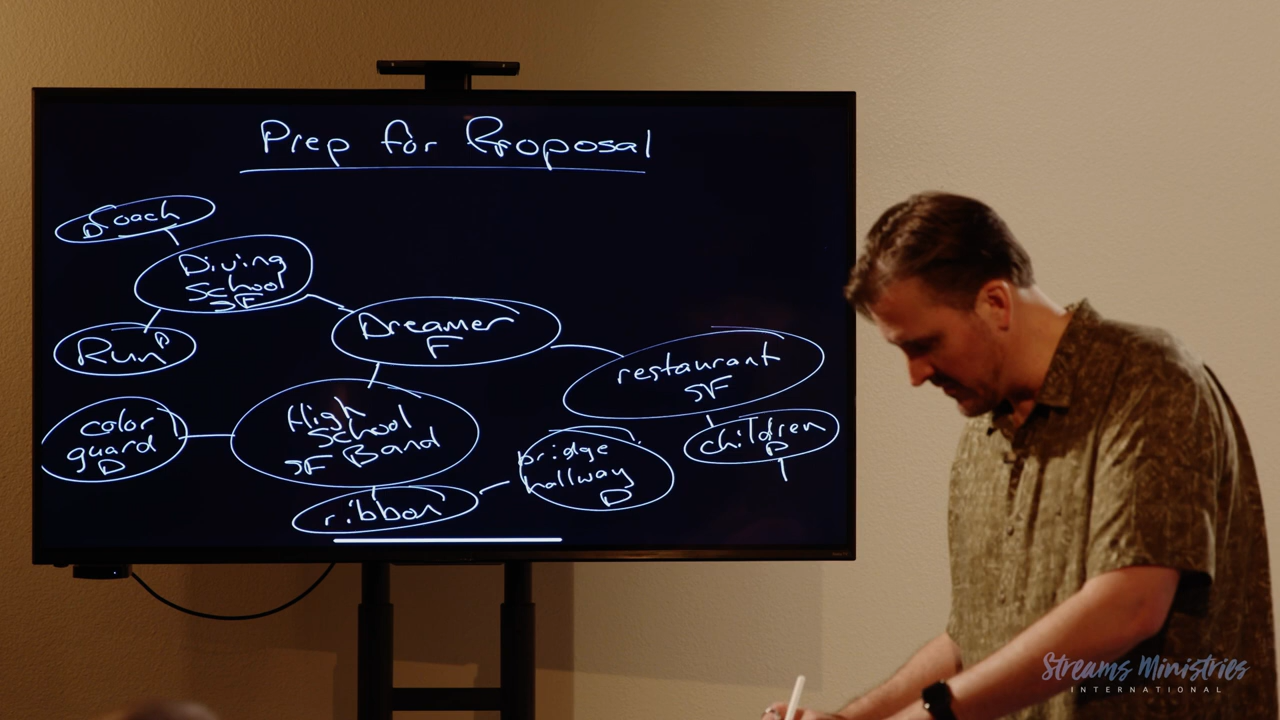 Prep for Proposal
Coach
D
Diving
School
SF
Run P
Dreamer
F
restaurant
SF
children
P
color
guard
D
High
School
SF Band
bridge
hallway
D
ribbon
Streams Ministries
INTERNATIONAL